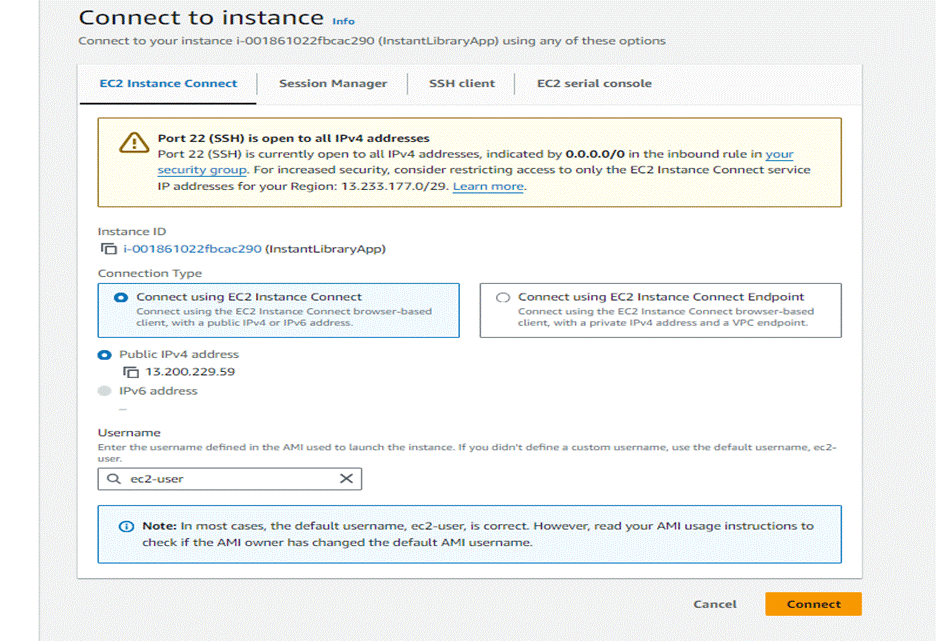 Connect to instance Info
Connect to your instance i-001861022fbcac290 (InstantLibraryApp) using any of these options
EC2 Instance Connect Session Manager SSH client EC2 serial console
Port 22 (SSH) is open to all IPv4 addresses
Port 22 (SSH) is currently open to all IPv4 addresses, indicated by 0.0.0.0/0 in the inbound rule in your
security group. For increased security, consider restricting access to only the EC2 Instance Connect service
IP addresses for your Region: 13.233.177.0/29. Learn more.
Instance ID
i-001861022fbcac290 (InstantLibraryApp)
Connection Type
Connect using EC2 Instance Connect
Connect using the EC2 Instance Connect browser-based
client, with a public IPv4 or IPv6 address.
Connect using EC2 Instance Connect Endpoint
Connect using the EC2 Instance Connect browser-based
client, with a private IPv4 address and a VPC endpoint.
Public IPv4 address
13.200.229.59
IPv6 address
–
Username
Enter the username defined in the AMI used to launch the instance. If you didn't define a custom username, use the default username, ec2-
user.
ec2-user
Note: In most cases, the default username, ec2-user, is correct. However, read your AMI usage instructions to
check if the AMI owner has changed the default AMI username.
Cancel Connect